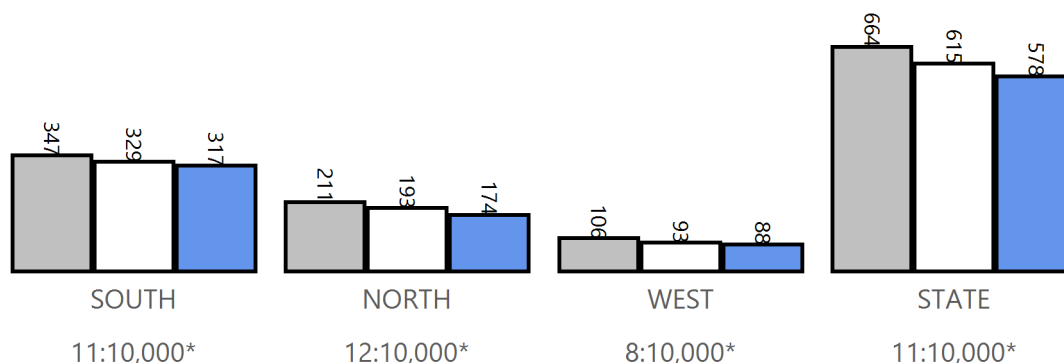 347 329 317
211 193 174
106 93 88
664 615 578
SOUTH NORTH WEST STATE
11:10,000* 12:10,000* 8:10,000* 11:10,000*